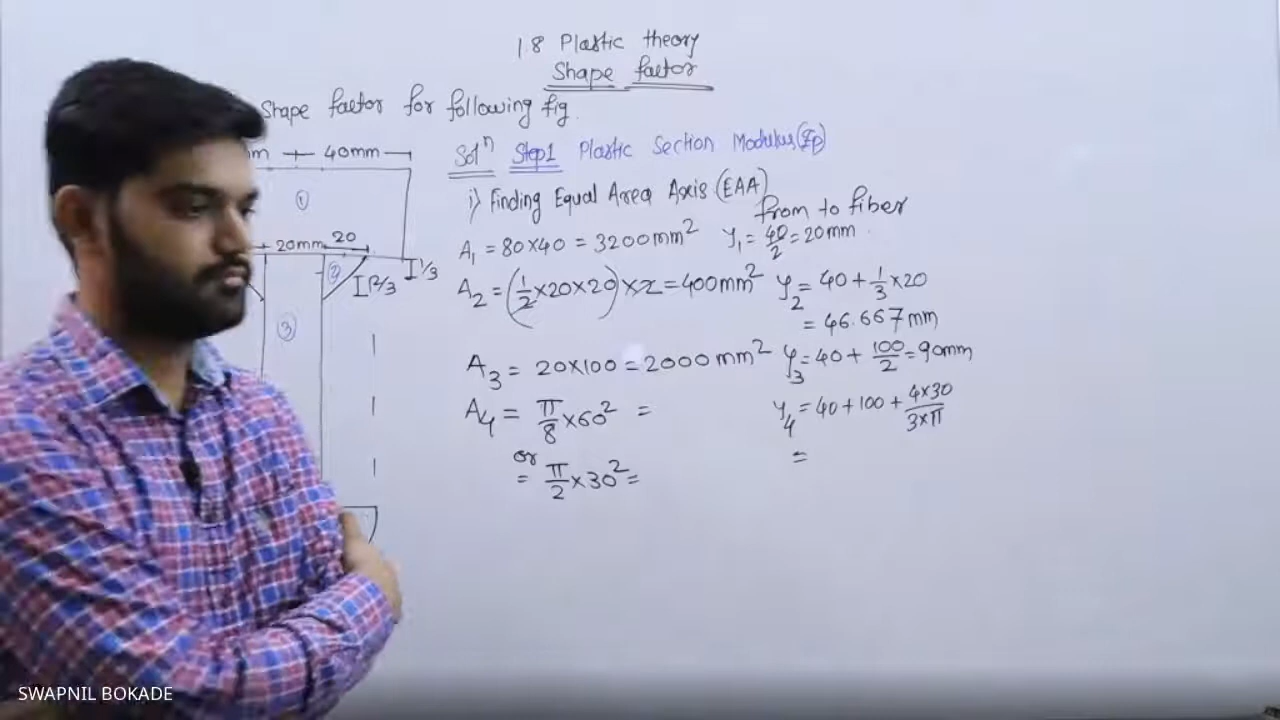 1.8 Plastic theory
Shape factor
Shape factor for following fig.
m 40mm
①
20mm 20
②
I 1/3
I 2/3
③
Solⁿ Step1 Plastic Section Modulus (Zp)
i) Finding Equal Area Axis (EAA)
from to fiber
A₁ = 80×40 = 3200mm² y₁ = 40/2 = 20mm
A₂ = (1/2×20×20)×2 = 400mm² y₂ = 40+1/3×20
= 46.667mm
A₃ = 20×100 = 2000mm² y₃ = 40+100/2 = 90mm
A₄ = π/8×60² = y₄ = 40+100+4×30/3×π
or
= π/2×30² = =
SWAPNIL BOKADE